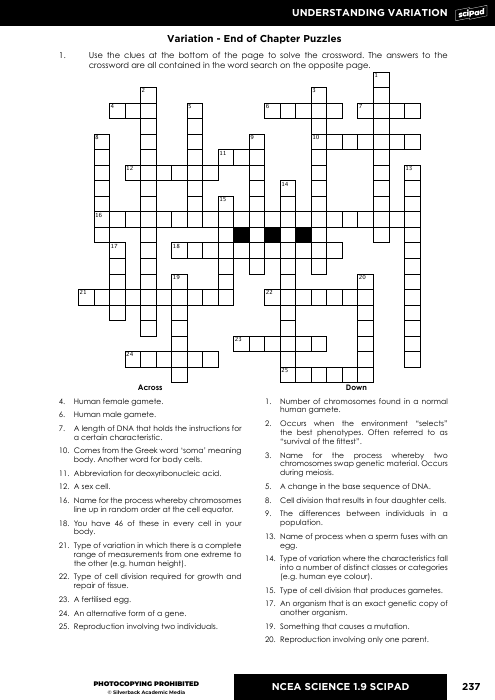 UNDERSTANDING VARIATION
scipad
Variation - End of Chapter Puzzles
1. Use the clues at the bottom of the page to solve the crossword. The answers to the
crossword are all contained in the word search on the opposite page.
1
2 3
4 5 6 7
8 9 10
11
12 13
14
15
16
17 18
19 20
21 22
23
24
25
Across
4. Human female gamete.
6. Human male gamete.
7. A length of DNA that holds the instructions for
a certain characteristic.
10. Comes from the Greek word 'soma' meaning
body. Another word for body cells.
11. Abbreviation for deoxyribonucleic acid.
12. A sex cell.
16. Name for the process whereby chromosomes
line up in random order at the cell equator.
18. You have 46 of these in every cell in your
body.
21. Type of variation in which there is a complete
range of measurements from one extreme to
the other (e.g. human height).
22. Type of cell division required for growth and
repair of tissue.
23. A fertilised egg.
24. An alternative form of a gene.
25. Reproduction involving two individuals.
Down
1. Number of chromosomes found in a normal
human gamete.
2. Occurs when the environment "selects"
the best phenotypes. Often referred to as
"survival of the fittest".
3. Name for the process whereby two
chromosomes swap genetic material. Occurs
during meiosis.
5. A change in the base sequence of DNA.
8. Cell division that results in four daughter cells.
9. The differences between individuals in a
population.
13. Name of process when a sperm fuses with an
egg.
14. Type of variation where the characteristics fall
into a number of distinct classes or categories
(e.g. human eye colour).
15. Type of cell division that produces gametes.
17. An organism that is an exact genetic copy of
another organism.
19. Something that causes a mutation.
20. Reproduction involving only one parent.
PHOTOCOPYING PROHIBITED
© Silverback Academic Media
NCEA SCIENCE 1.9 SCIPAD
237